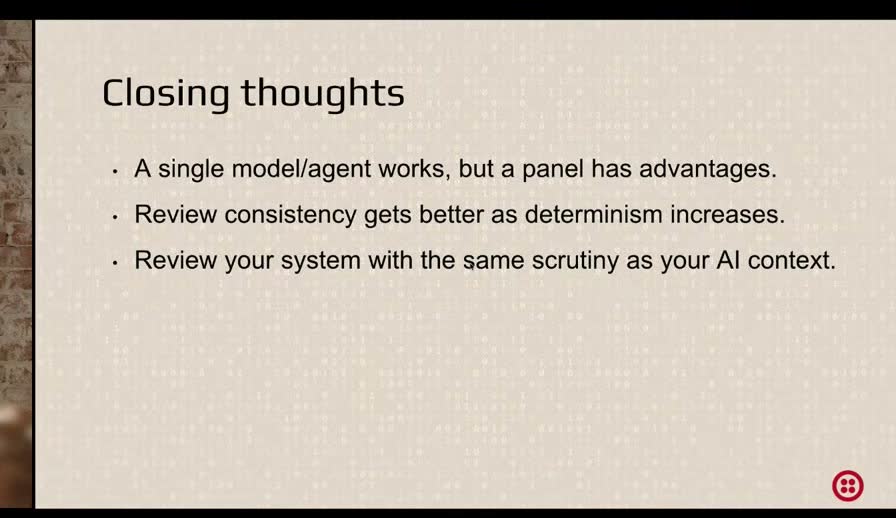 Closing thoughts
• A single model/agent works, but a panel has advantages.
• Review consistency gets better as determinism increases.
• Review your system with the same scrutiny as your AI context.